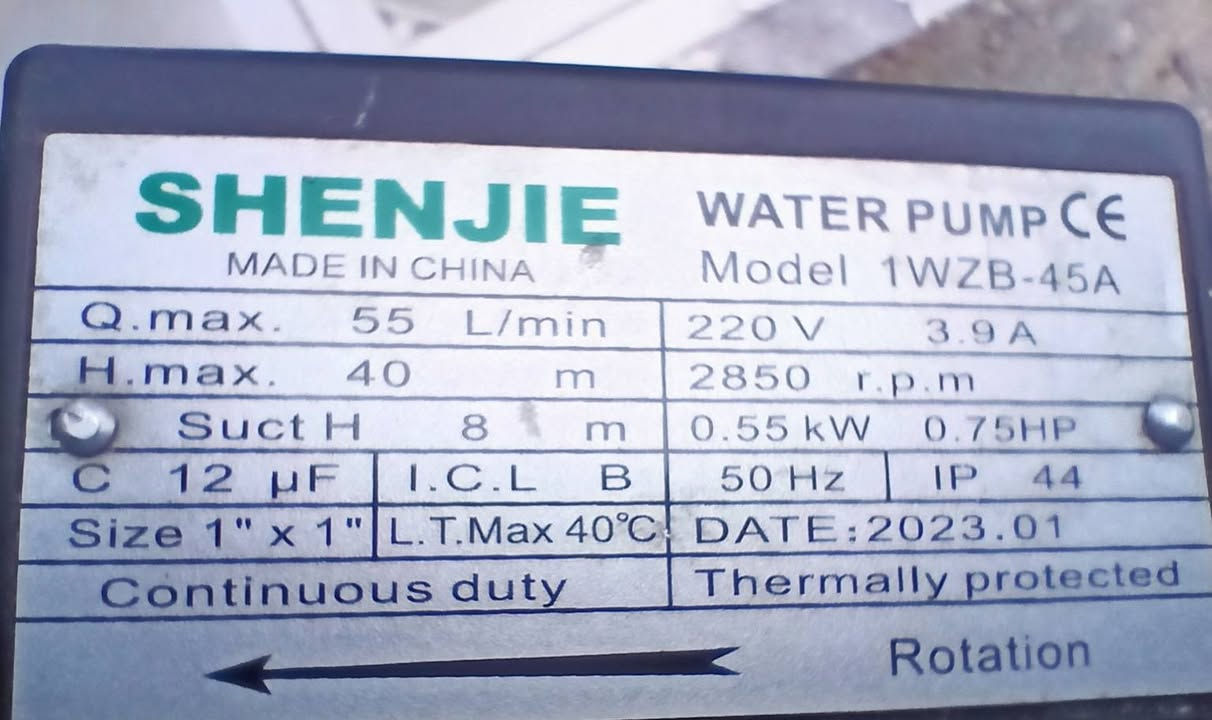 SHENJIE
MADE IN CHINA
WATER PUMP CE
Model 1WZB-45A
Q.max. 55 L/min 220 V 3.9 A
H.max. 40 m 2850 r.p.m
Suct H 8 m 0.55 kW 0.75HP
C 12 μF I.C.L B 50 Hz IP 44
Size 1" x 1" L.T.Max 40℃ DATE:2023.01
Continuous duty Thermally protected
Rotation